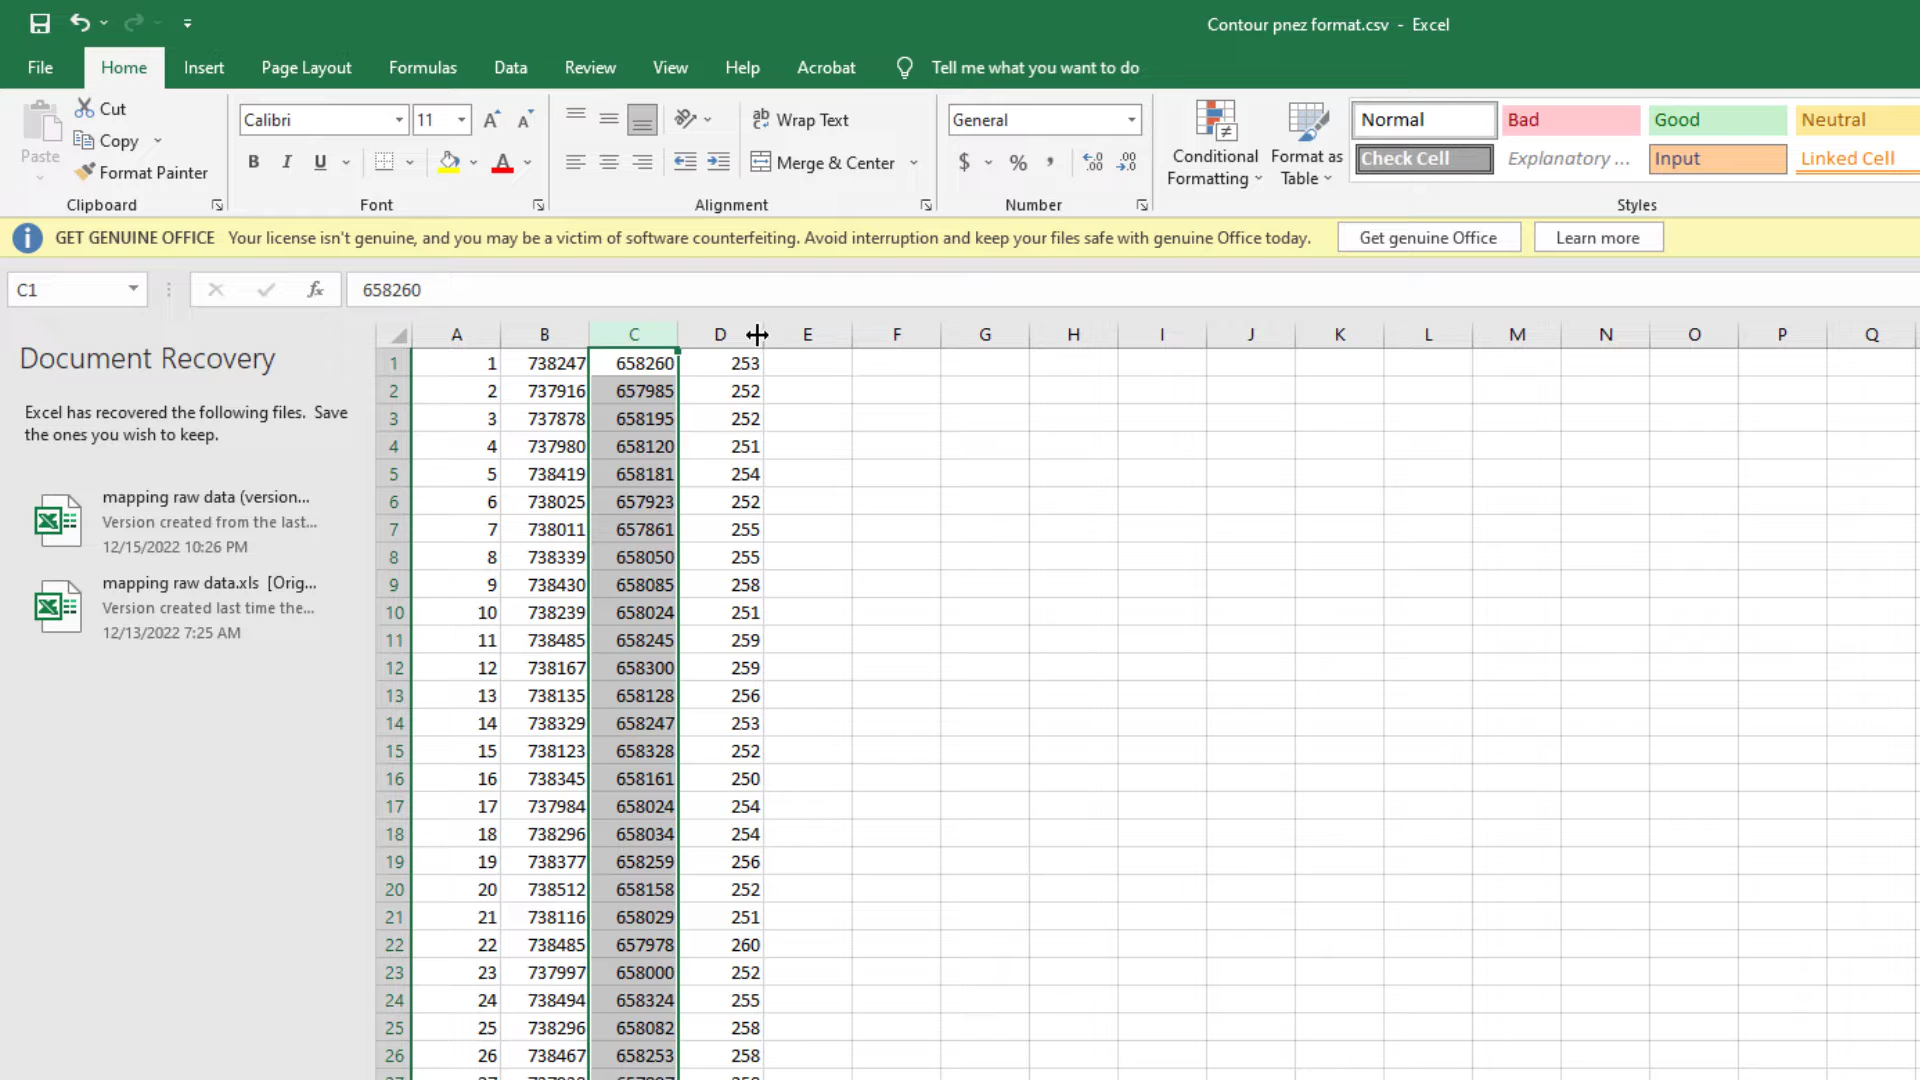 Contour pnez format.csv - Excel
File Home Insert Page Layout Formulas Data Review View Help Acrobat Tell me what you want to do
Paste
Cut
Copy
Format Painter
Clipboard
Calibri 11
B I U A
Font
ab Wrap Text
Merge & Center
Alignment
General
$ % ,
Number
Conditional Formatting
Format as Table
Normal Bad Good Neutral
Check Cell Explanatory ... Input Linked Cell
Styles
GET GENUINE OFFICE Your license isn't genuine, and you may be a victim of software counterfeiting. Avoid interruption and keep your files safe with genuine Office today. Get genuine Office Learn more
C1 fx 658260
Document Recovery
Excel has recovered the following files. Save
the ones you wish to keep.
mapping raw data (version...
Version created from the last...
12/15/2022 10:26 PM
mapping raw data.xls [Orig...
Version created last time the...
12/13/2022 7:25 AM
A B C D E F G H I J K L M N O P Q
1 1 738247 658260 253
2 2 737916 657985 252
3 3 737878 658195 252
4 4 737980 658120 251
5 5 738419 658181 254
6 6 738025 657923 252
7 7 738011 657861 255
8 8 738339 658050 255
9 9 738430 658085 258
10 10 738239 658024 251
11 11 738485 658245 259
12 12 738167 658300 259
13 13 738135 658128 256
14 14 738329 658247 253
15 15 738123 658328 252
16 16 738345 658161 250
17 17 737984 658024 254
18 18 738296 658034 254
19 19 738377 658259 256
20 20 738512 658158 252
21 21 738116 658029 251
22 22 738485 657978 260
23 23 737997 658000 252
24 24 738494 658324 255
25 25 738296 658082 258
26 26 738467 658253 258